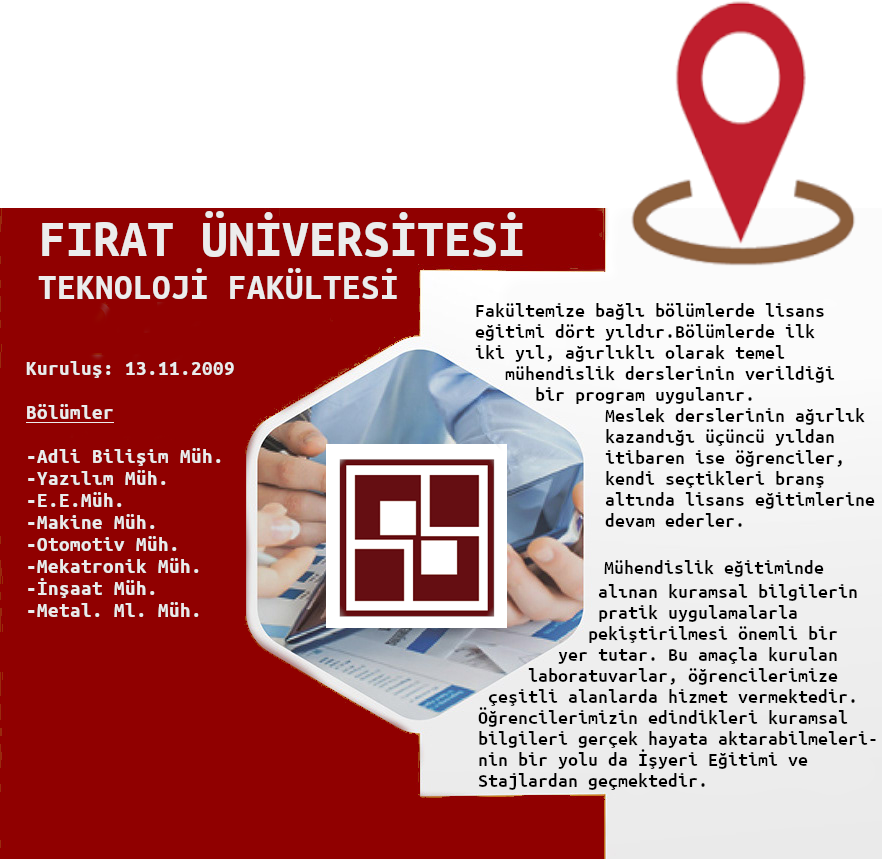 FIRAT ÜNİVERSİTESİ
TEKNOLOJİ FAKÜLTESİ
Kuruluş: 13.11.2009
Bölümler
-Adli Bilişim Müh.
-Yazılım Müh.
-E.E.Müh.
-Makine Müh.
-Otomotiv Müh.
-Mekatronik Müh.
-İnşaat Müh.
-Metal. Ml. Müh.
Fakültemize bağlı bölümlerde lisans
eğitimi dört yıldır.Bölümlerde ilk
iki yıl, ağırlıklı olarak temel
mühendislik derslerinin verildiği
bir program uygulanır.
Meslek derslerinin ağırlık
kazandığı üçüncü yıldan
itibaren ise öğrenciler,
kendi seçtikleri branş
altında lisans eğitimlerine
devam ederler.
Mühendislik eğitiminde
alınan kuramsal bilgilerin
pratik uygulamalarla
pekiştirilmesi önemli bir
yer tutar. Bu amaçla kurulan
laboratuvarlar, öğrencilerimize
çeşitli alanlarda hizmet vermektedir.
Öğrencilerimizin edindikleri kuramsal
bilgileri gerçek hayata aktarabilmeleri-
nin bir yolu da İşyeri Eğitimi ve
Stajlardan geçmektedir.